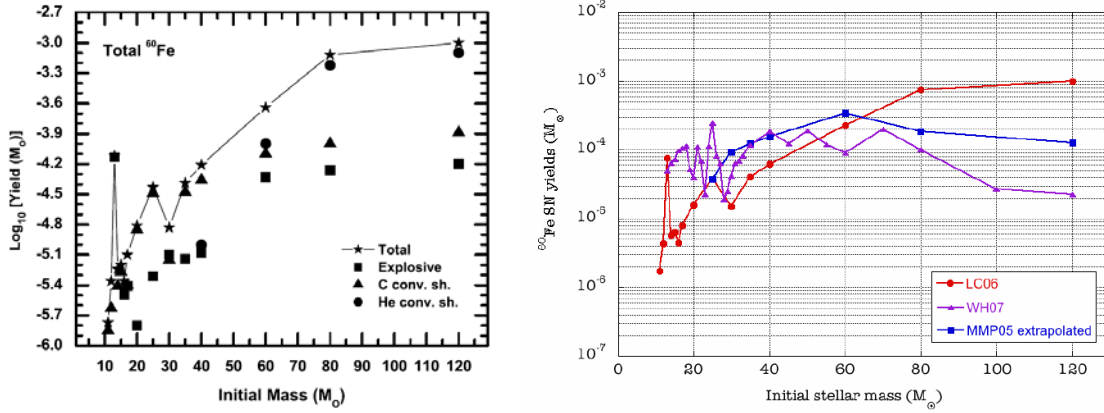 Total ⁶⁰Fe
-3.0
-3.3
-3.6
-3.9
-4.2
-4.5
-4.8
-5.1
-5.4
-5.7
-6.0
Log₁₀ [Yield (M_O)]
Total
Explosive
C conv. sh.
He conv. sh.
10 20 30 40 50 60 70 80 90 100 110 120
Initial Mass (M_O)
10⁻²
10⁻³
10⁻⁴
10⁻⁵
10⁻⁶
10⁻⁷
⁶⁰Fe SN yields (M_⊙)
LC06
WH07
MMP05 extrapolated
0 20 40 60 80 100 120
Initial stellar mass (M_⊙)